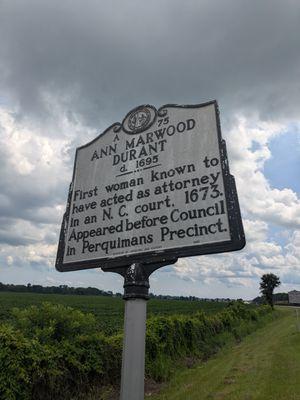 A
75
ANN MARWOOD
DURANT
d. 1695
First woman known to
have acted as attorney
in an N. C. court, 1673.
Appeared before Council
in Perquimans Precinct.